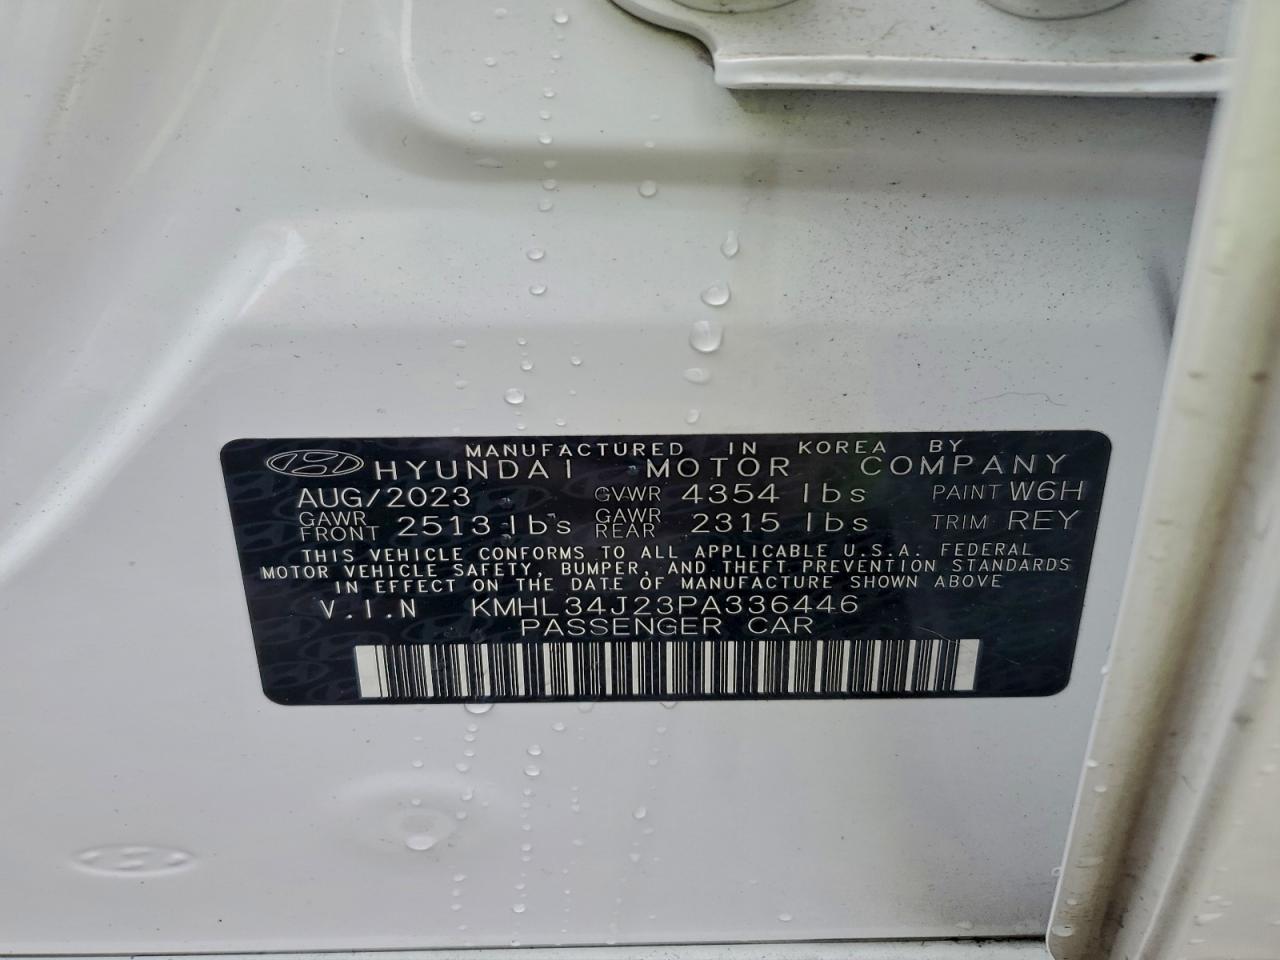 MANUFACTURED IN KOREA BY
HYUNDAI MOTOR COMPANY
AUG/2023 GVWR 4354 lbs PAINT W6H
GAWR FRONT 2513 lbs GAWR REAR 2315 lbs TRIM REY
THIS VEHICLE CONFORMS TO ALL APPLICABLE U.S.A. FEDERAL
MOTOR VEHICLE SAFETY, BUMPER, AND THEFT PREVENTION STANDARDS
IN EFFECT ON THE DATE OF MANUFACTURE SHOWN ABOVE
V.I.N KMHL34J23PA336446
PASSENGER CAR